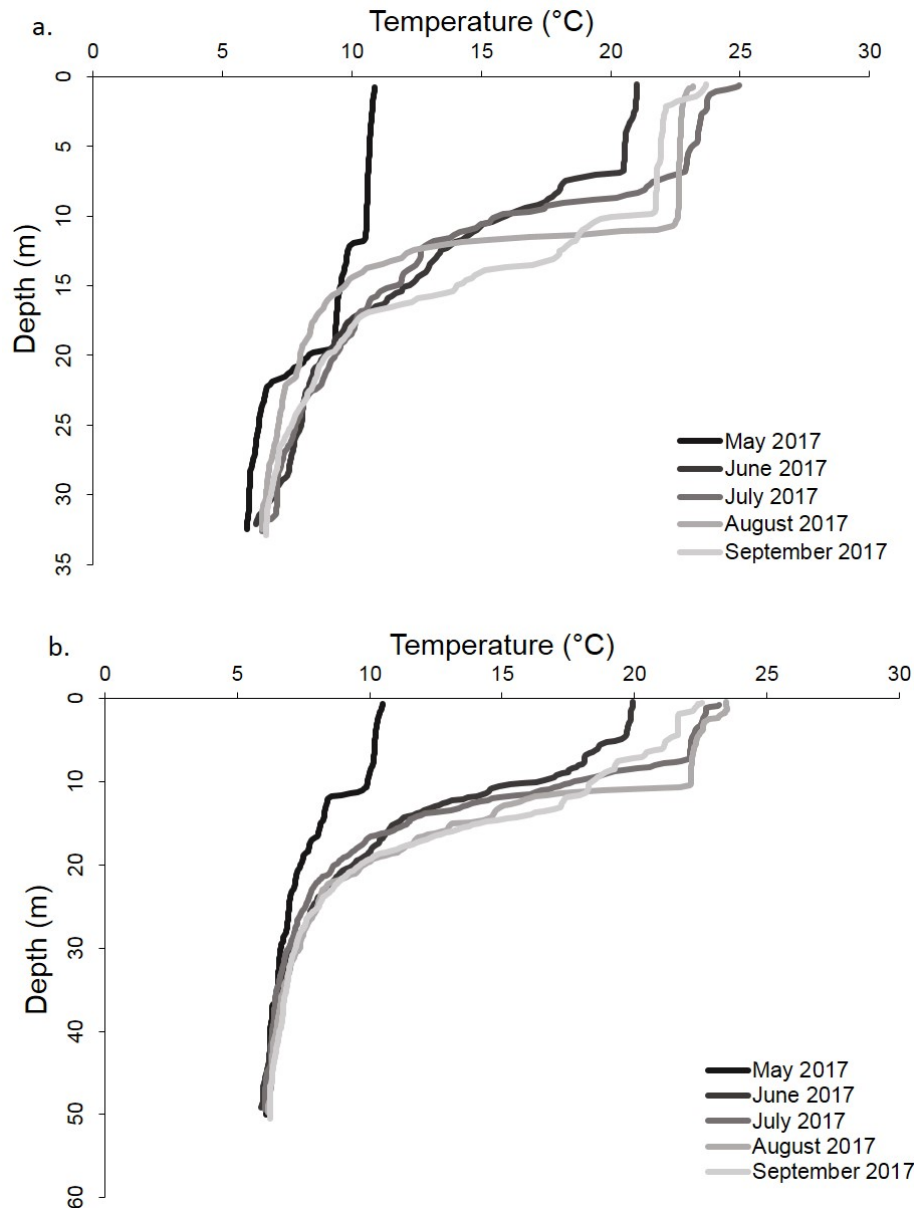 a.
Temperature (°C)
0 5 10 15 20 25 30
Depth (m)
0
5
10
15
20
25
30
35
May 2017
June 2017
July 2017
August 2017
September 2017
b.
Temperature (°C)
0 5 10 15 20 25 30
Depth (m)
0
10
20
30
40
50
60
May 2017
June 2017
July 2017
August 2017
September 2017